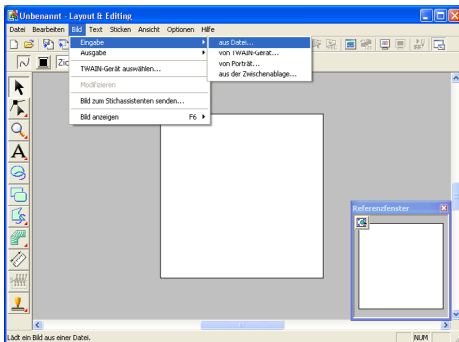 Unbenannt - Layout & Editing
Datei Bearbeiten Bild Text Sticken Ansicht Optionen Hilfe
Eingabe
Ausgabe
TWAIN-Gerät auswählen...
Modifizieren
Bild zum Stichassistenten senden...
Bild anzeigen F6
aus Datei...
von TWAIN-Gerät...
von Porträt...
aus der Zwischenablage...
Referenzfenster
Lädt ein Bild aus einer Datei.
NUM